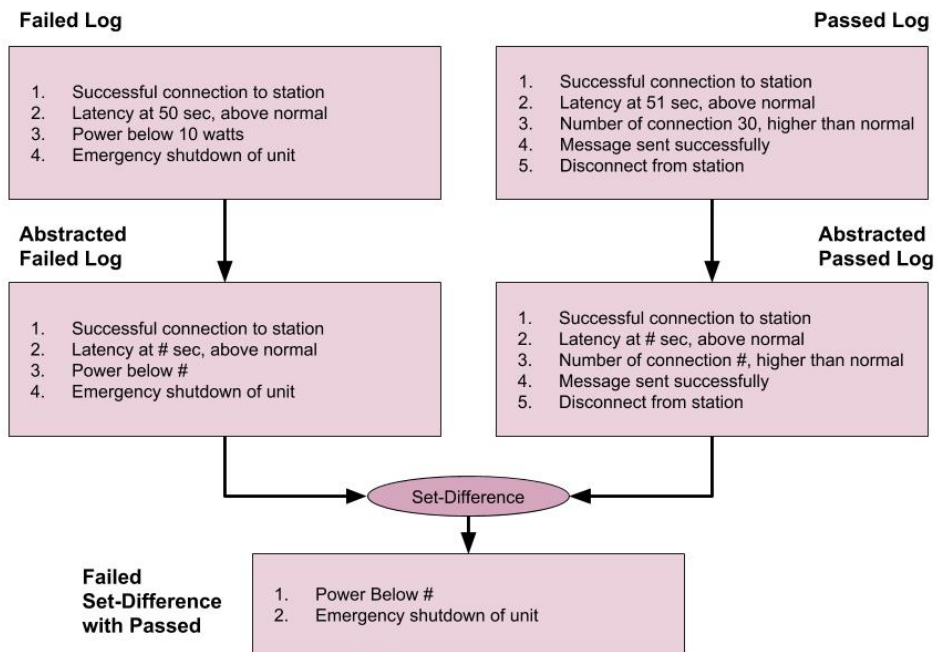 Failed Log
1. Successful connection to station
2. Latency at 50 sec, above normal
3. Power below 10 watts
4. Emergency shutdown of unit
Passed Log
1. Successful connection to station
2. Latency at 51 sec, above normal
3. Number of connection 30, higher than normal
4. Message sent successfully
5. Disconnect from station
Abstracted
Failed Log
1. Successful connection to station
2. Latency at # sec, above normal
3. Power below #
4. Emergency shutdown of unit
Abstracted
Passed Log
1. Successful connection to station
2. Latency at # sec, above normal
3. Number of connection #, higher than normal
4. Message sent successfully
5. Disconnect from station
Set-Difference
Failed
Set-Difference
with Passed
1. Power Below #
2. Emergency shutdown of unit